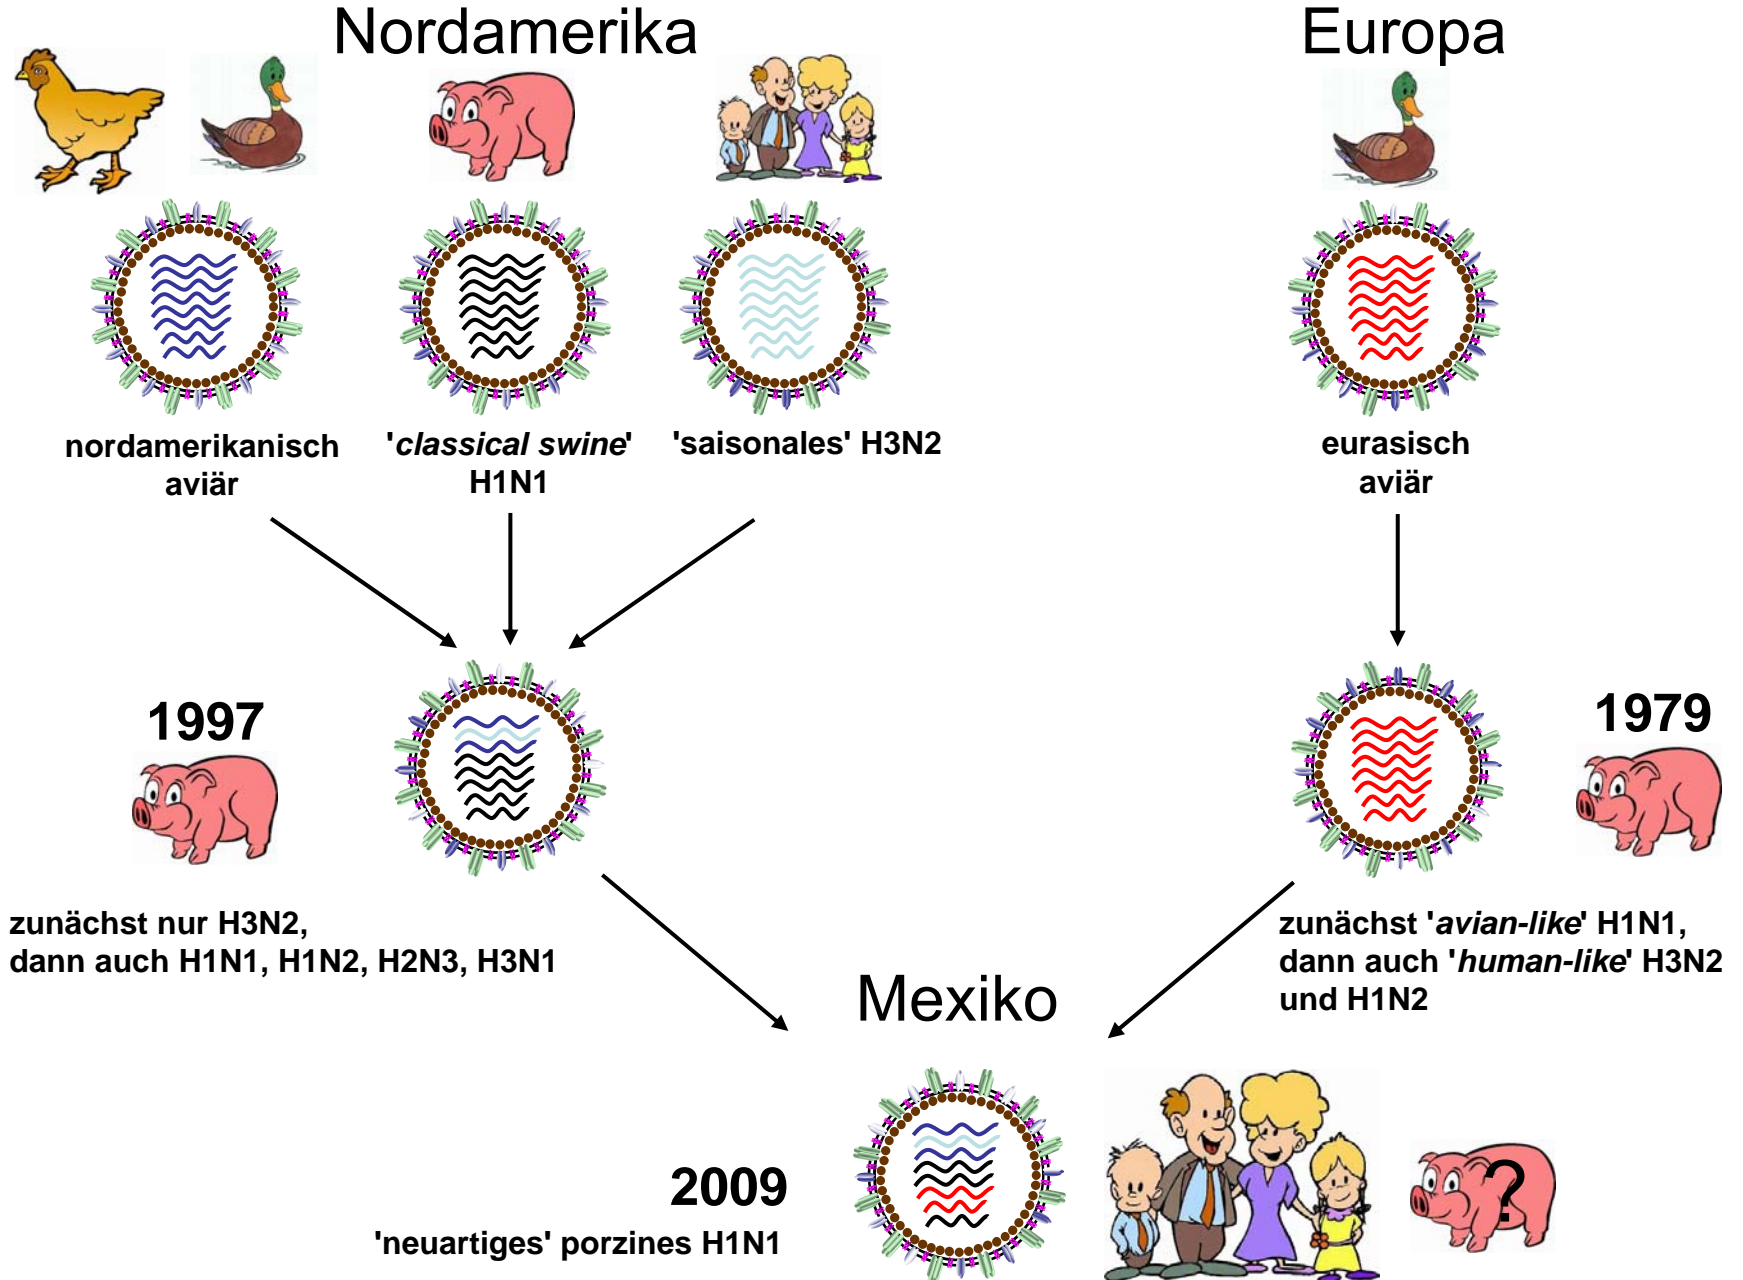 Nordamerika
Europa
nordamerikanisch
aviär
'classical swine'
H1N1
'saisonales' H3N2
eurasisch
aviär
1997
1979
zunächst nur H3N2,
dann auch H1N1, H1N2, H2N3, H3N1
zunächst 'avian-like' H1N1,
dann auch 'human-like' H3N2
und H1N2
Mexiko
2009
'neuartiges' porzines H1N1
?